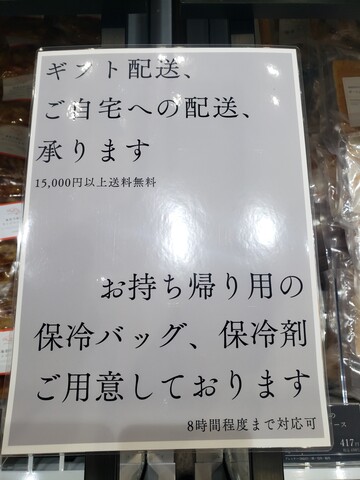 ギフト配送、
ご自宅への配送、
承ります
15,000円以上送料無料
お持ち帰り用の
保冷バッグ、保冷剤
ご用意しております
8時間程度まで対応可
417